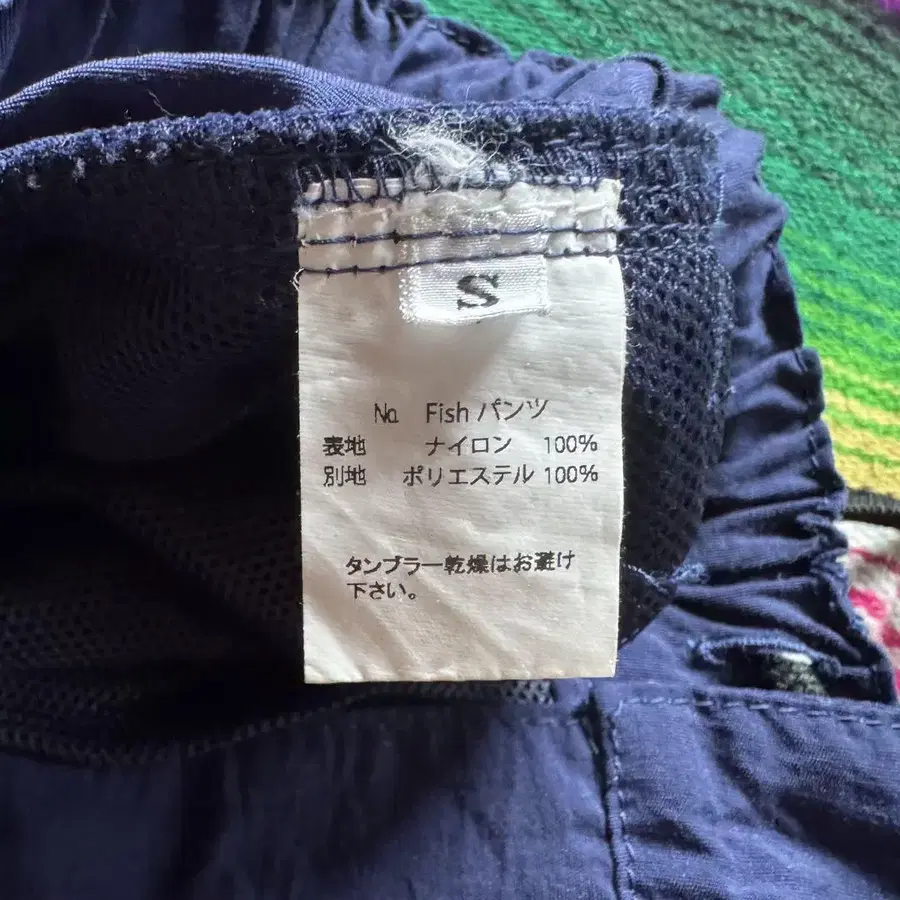 S
No. Fish パンツ
表地 ナイロン 100%
別地 ポリエステル 100%
タンブラー乾燥はお避け
下さい。